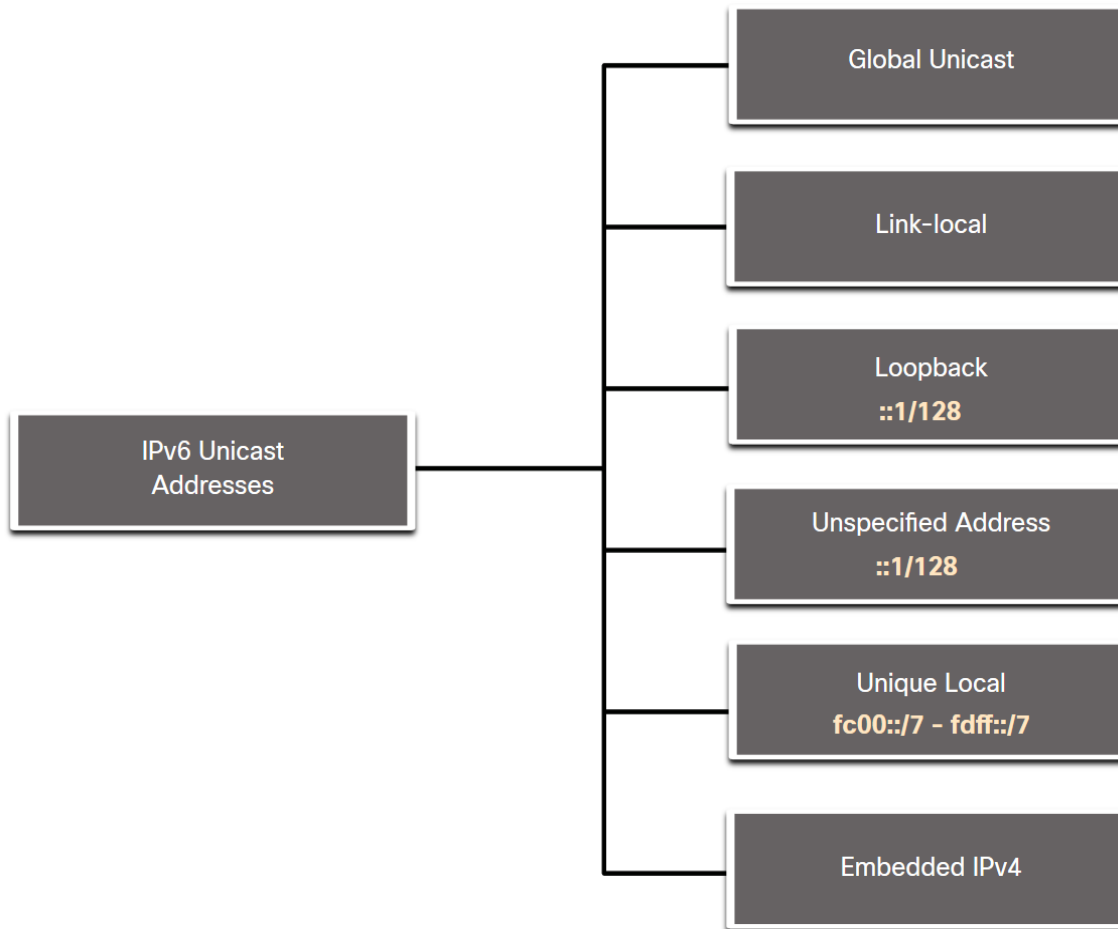 Global Unicast
Link-local
Loopback
::1/128
IPv6 Unicast
Addresses
Unspecified Address
::1/128
Unique Local
fc00::/7 - fdff::/7
Embedded IPv4